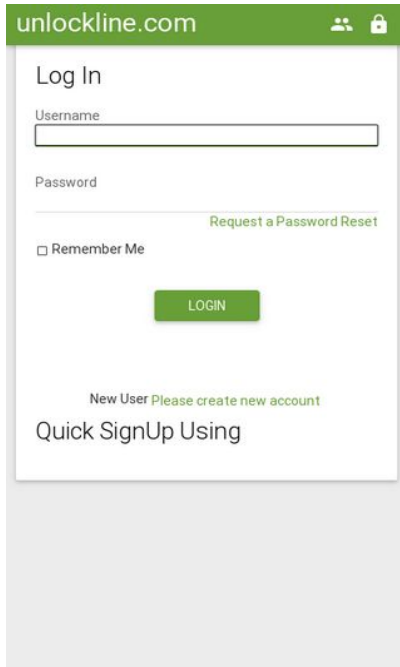 unlockline.com
Log In
Username
Password
Request a Password Reset
Remember Me
LOGIN
New User Please create new account
Quick SignUp Using